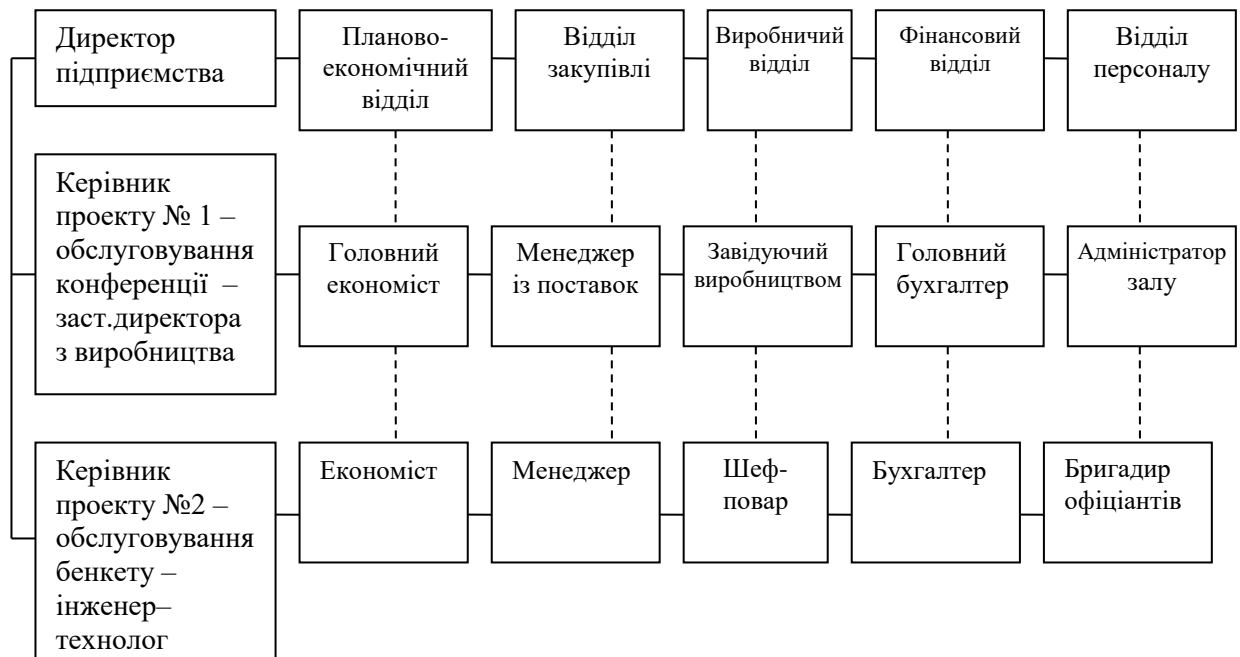 Директор
підприємства
Планово-
економічний
відділ
Відділ
закупівлі
Виробничий
відділ
Фінансовий
відділ
Відділ
персоналу
Керівник
проекту № 1 –
обслуговування
конференції –
заст.директора
з виробництва
Головний
економіст
Менеджер
із поставок
Завідуючий
виробництвом
Головний
бухгалтер
Адміністратор
залу
Керівник
проекту №2 –
обслуговування
бенкету –
інженер–
технолог
Економіст
Менеджер
Шеф-
повар
Бухгалтер
Бригадир
офіціантів